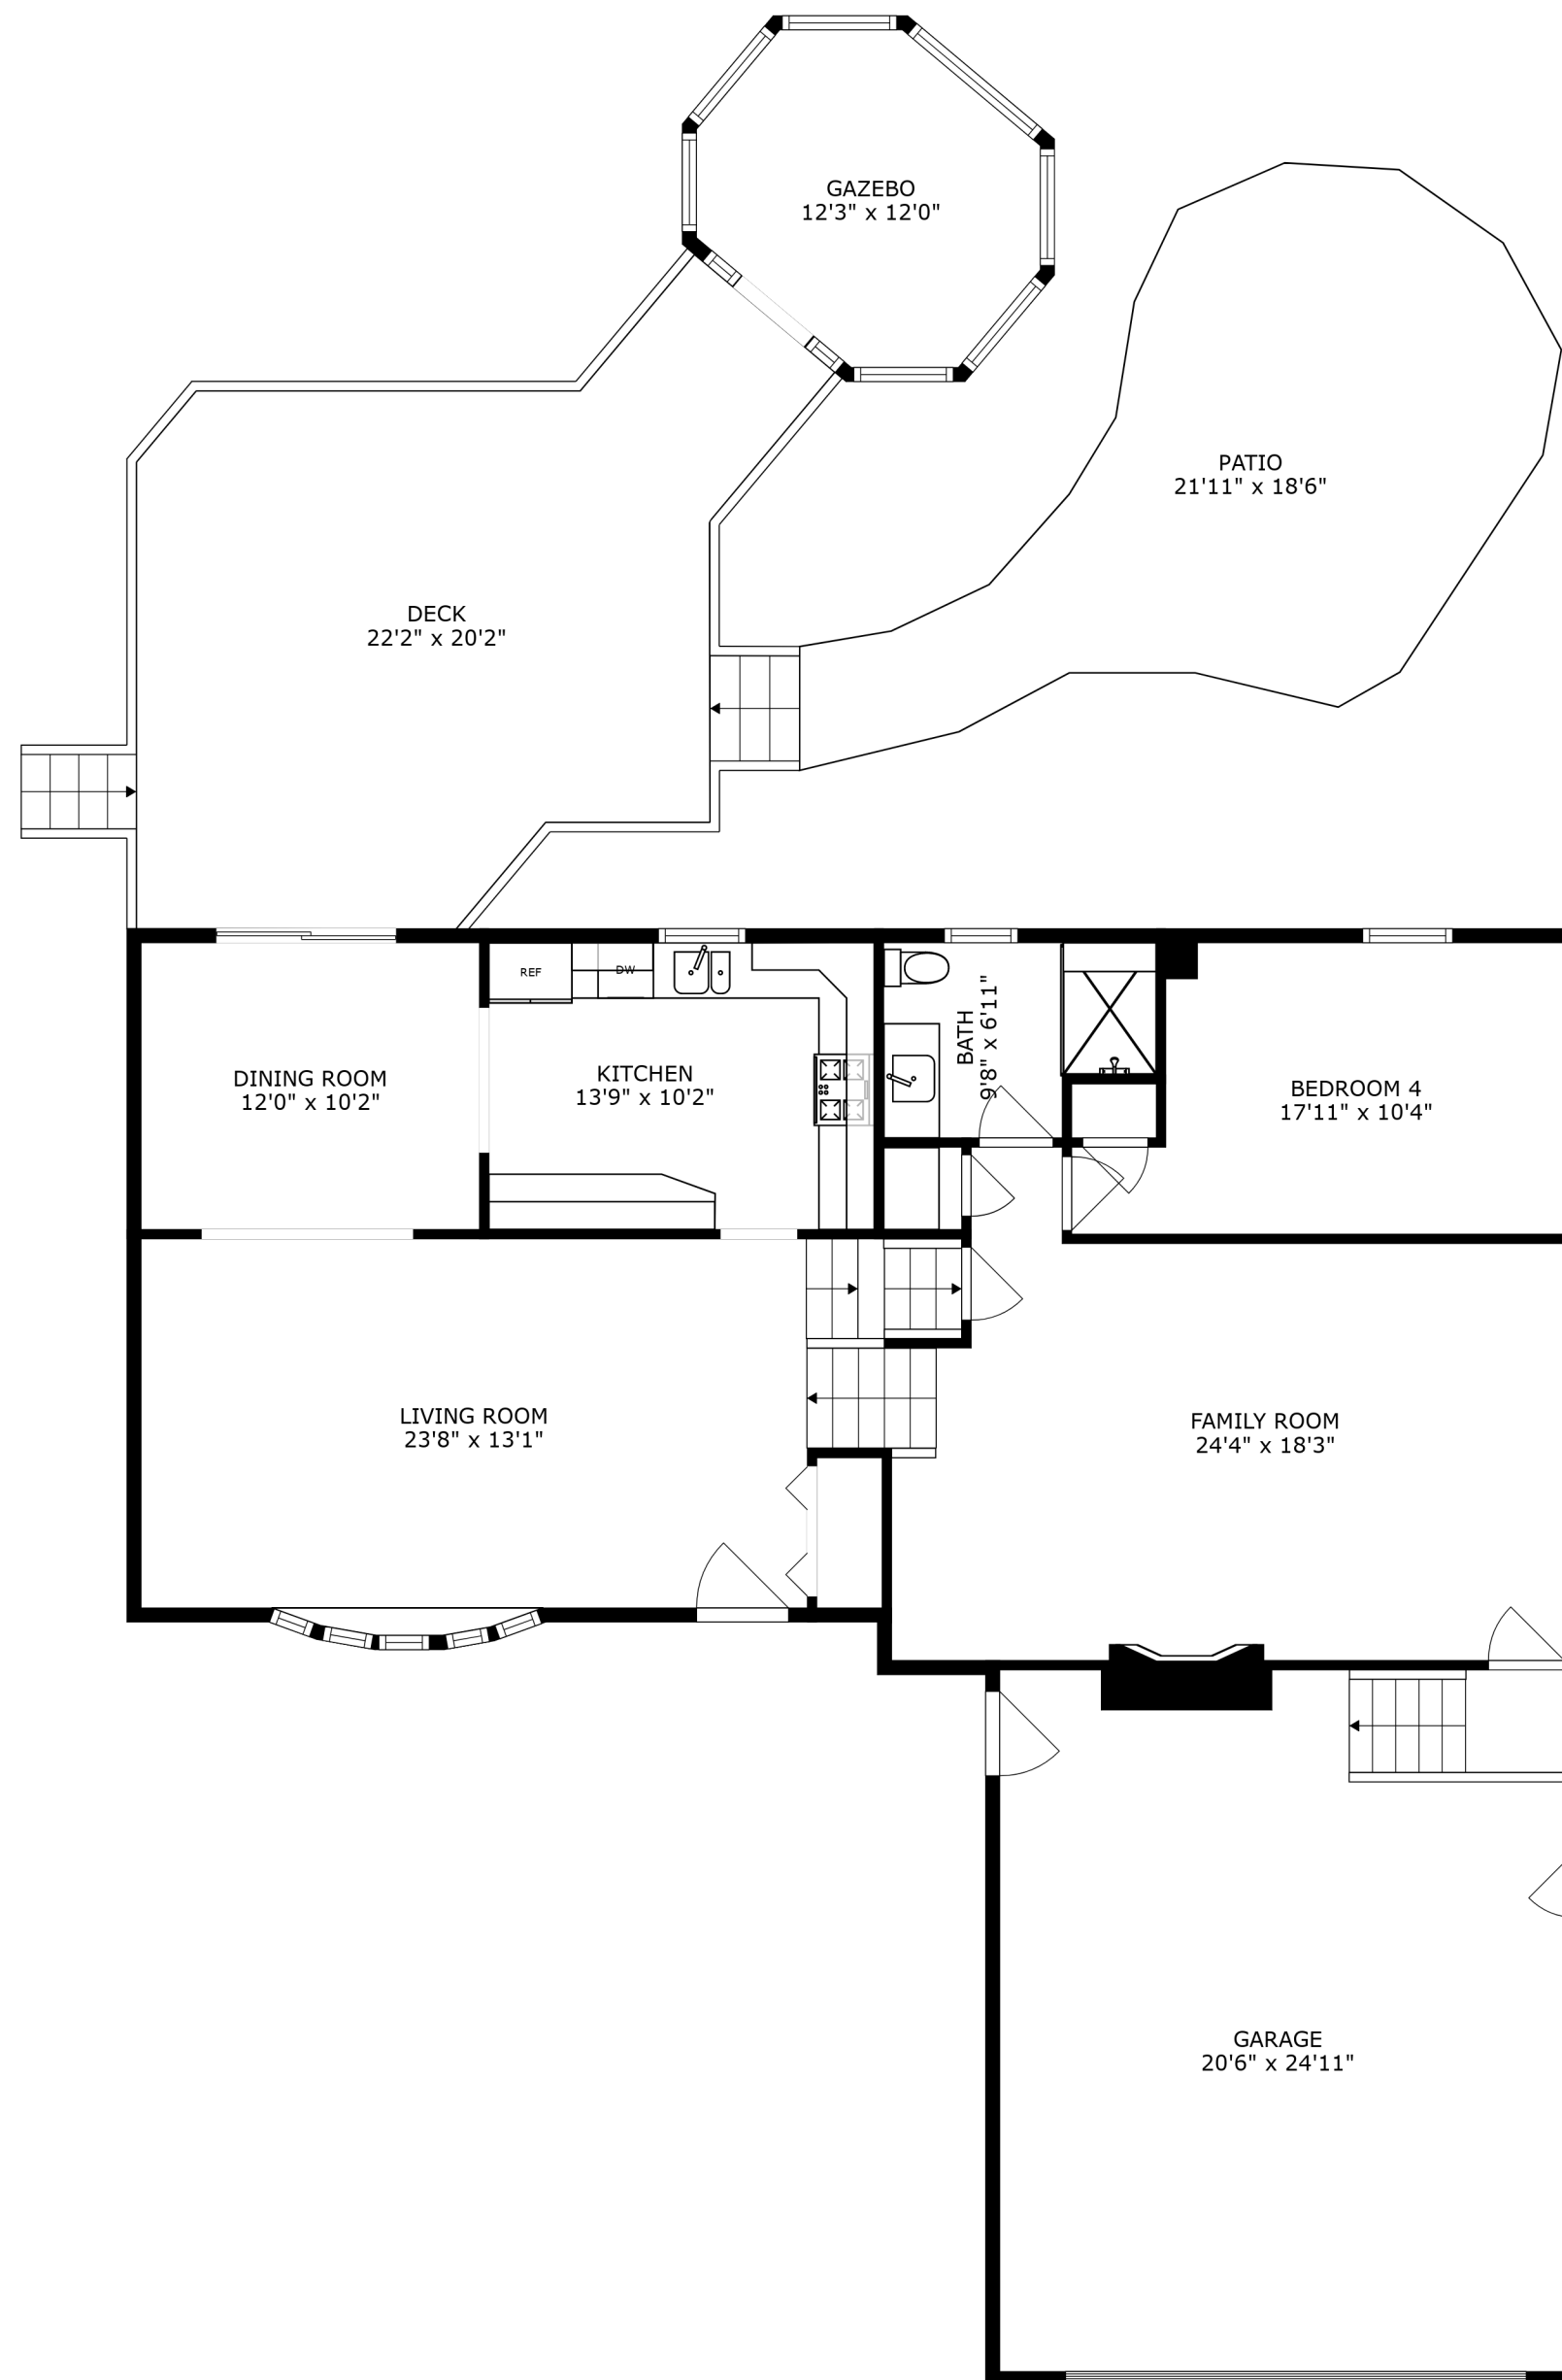 GAZEBO
12'3" x 12'0"
PATIO
21'11" x 18'6"
DECK
22'2" x 20'2"
REF
DW
BATH
9'8" x 6'11"
DINING ROOM
12'0" x 10'2"
KITCHEN
13'9" x 10'2"
BEDROOM 4
17'11" x 10'4"
LIVING ROOM
23'8" x 13'1"
FAMILY ROOM
24'4" x 18'3"
GARAGE
20'6" x 24'11"